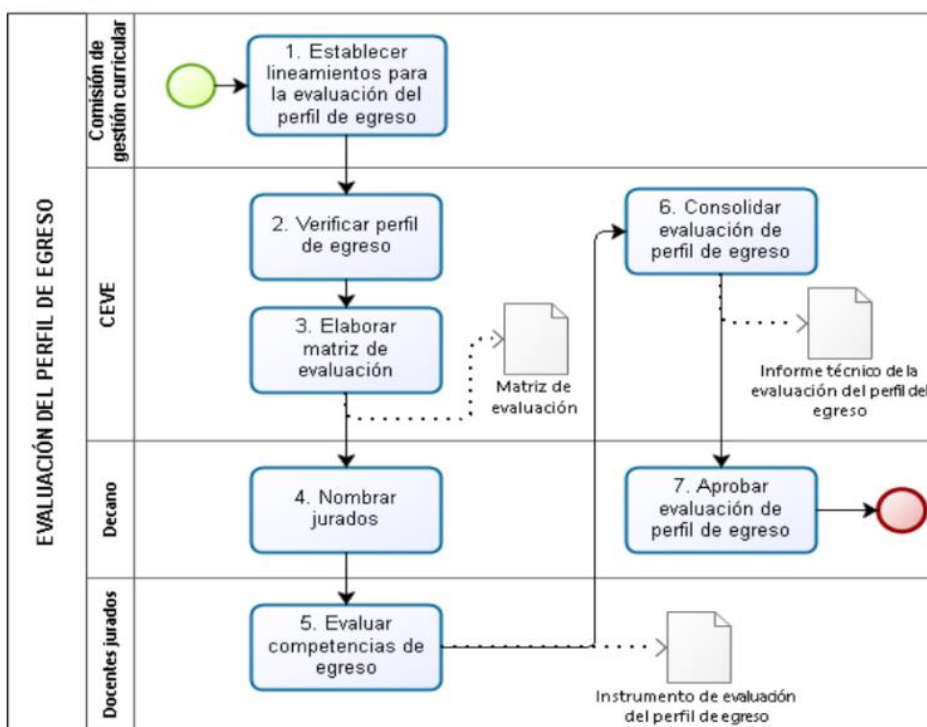 EVALUACIÓN DEL PERFIL DE EGRESO
Comisión de
gestión curricular
1. Establecer
lineamientos para
la evaluación del
perfil de egreso
CEVE
2. Verificar perfil
de egreso
3. Elaborar
matriz de
evaluación
Matriz de
evaluación
6. Consolidar
evaluación de
perfil de egreso
Informe técnico de la
evaluación del perfil del
egreso
Decano
4. Nombrar
jurados
7. Aprobar
evaluación de
perfil de egreso
Docentes jurados
5. Evaluar
competencias de
egreso
Instrumento de evaluación
del perfil de egreso